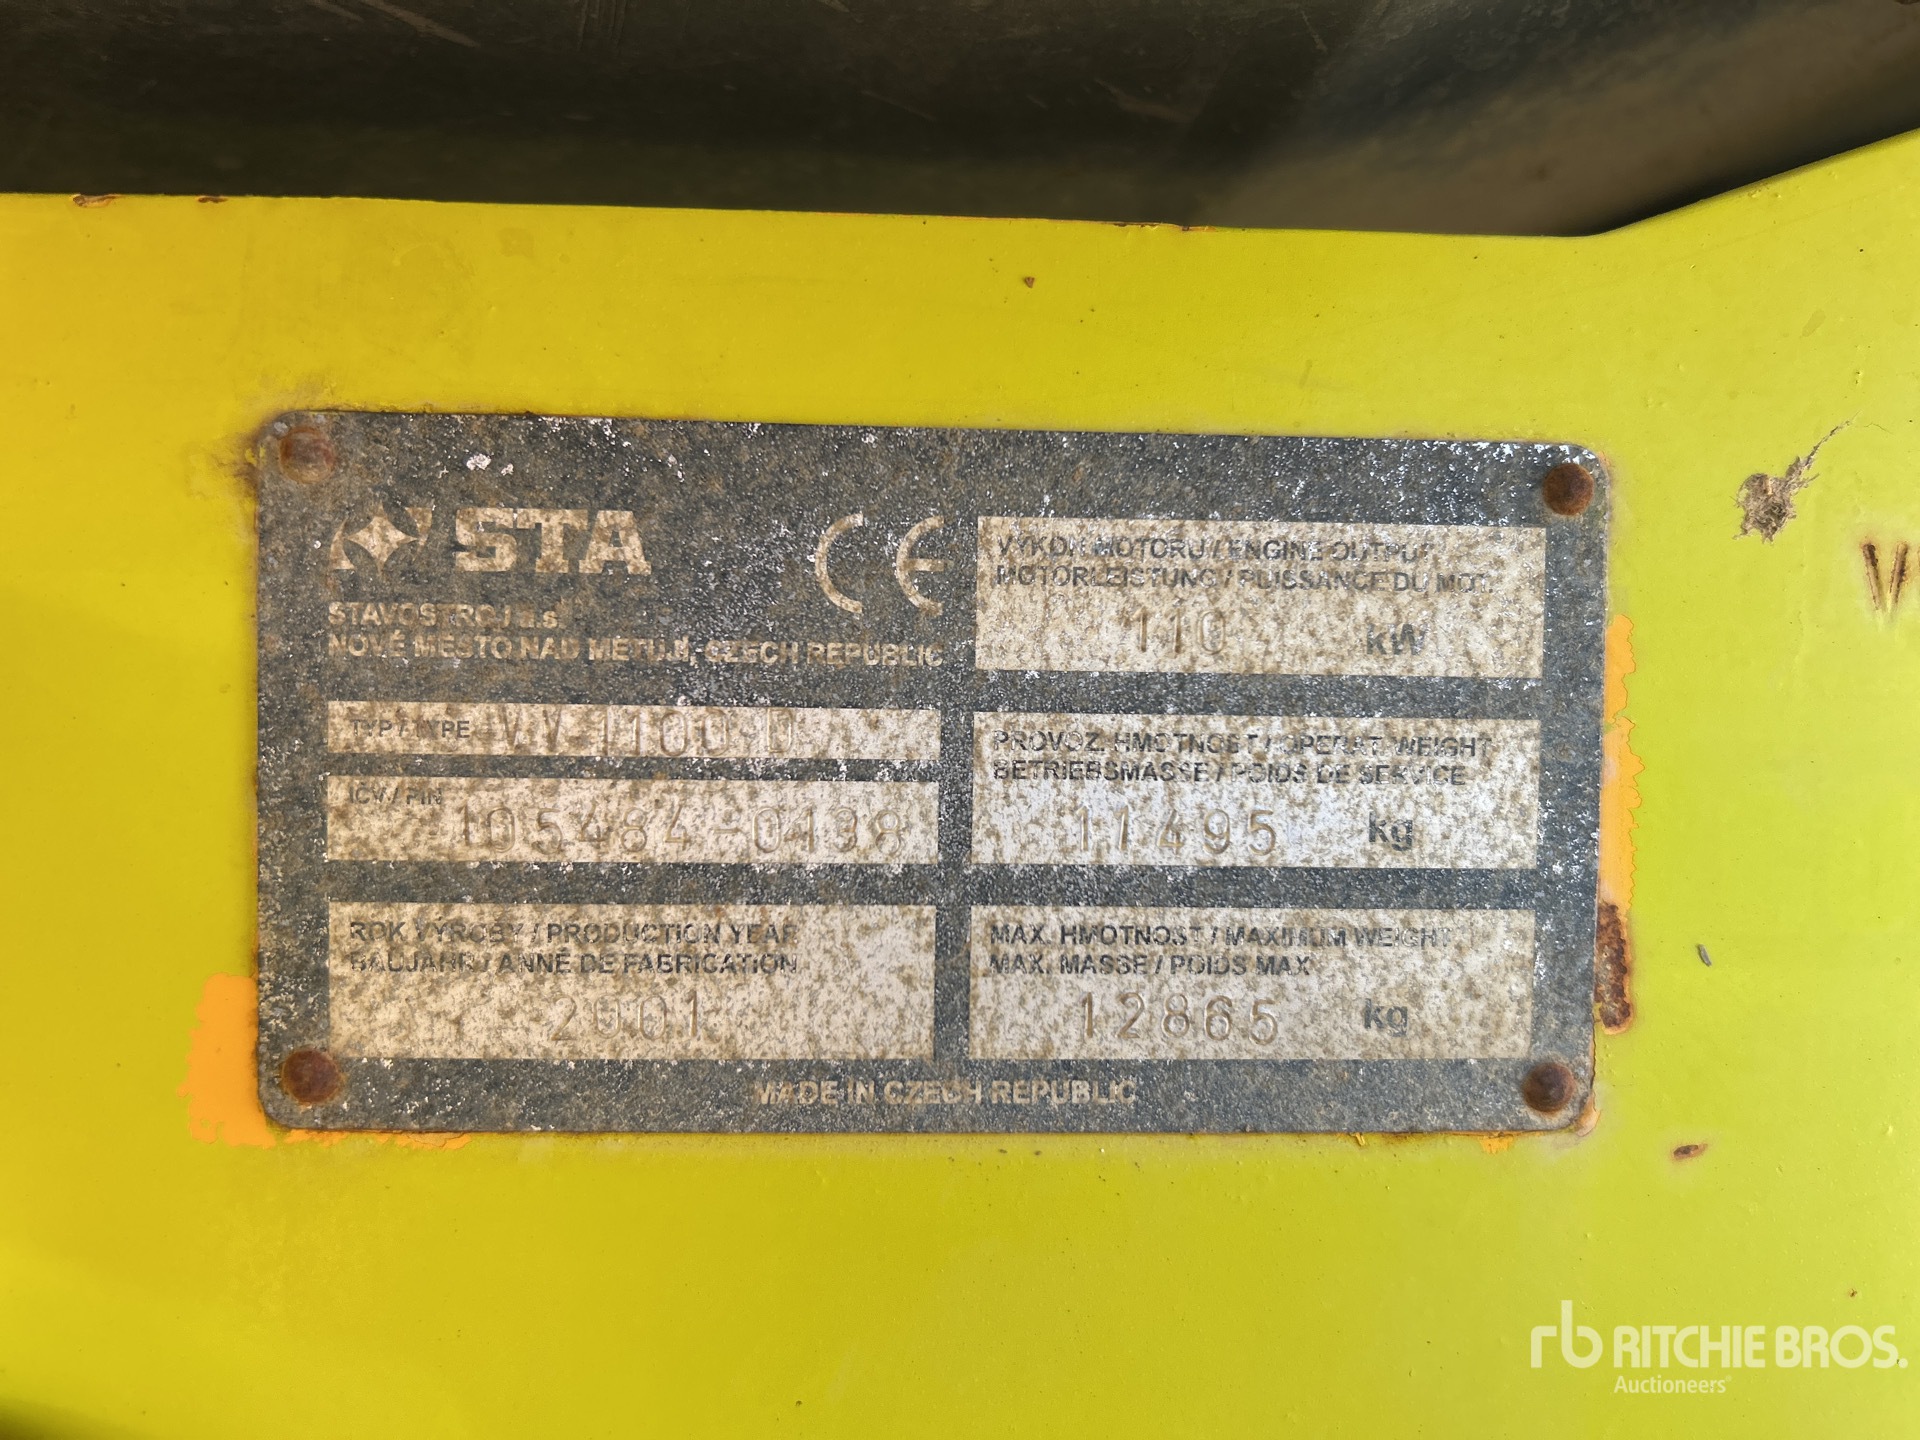 STA
STAVOSTROJ a.s.
NOVÉ MĚSTO NAD METUJÍ, CZECH REPUBLIC
CE
TYP / TYPE VV 1100 D
IČV / PIN
105484-0198
ROK VÝROBY / PRODUCTION YEAR
BAUJAHR / ANNÉ DE FABRICATION
2001
VÝKON MOTORU / ENGINE OUTPUT
MOTORLEISTUNG / PUISSANCE DU MOT.
110 kW
PROVOZ. HMOTNOST / OPERAT. WEIGHT
BETRIEBSMASSE / POIDS DE SERVICE
11495 kg
MAX. HMOTNOST / MAXIMUM WEIGHT
MAX. MASSE / POIDS MAX
12865 kg
MADE IN CZECH REPUBLIC
rb RITCHIE BROS.
Auctioneers